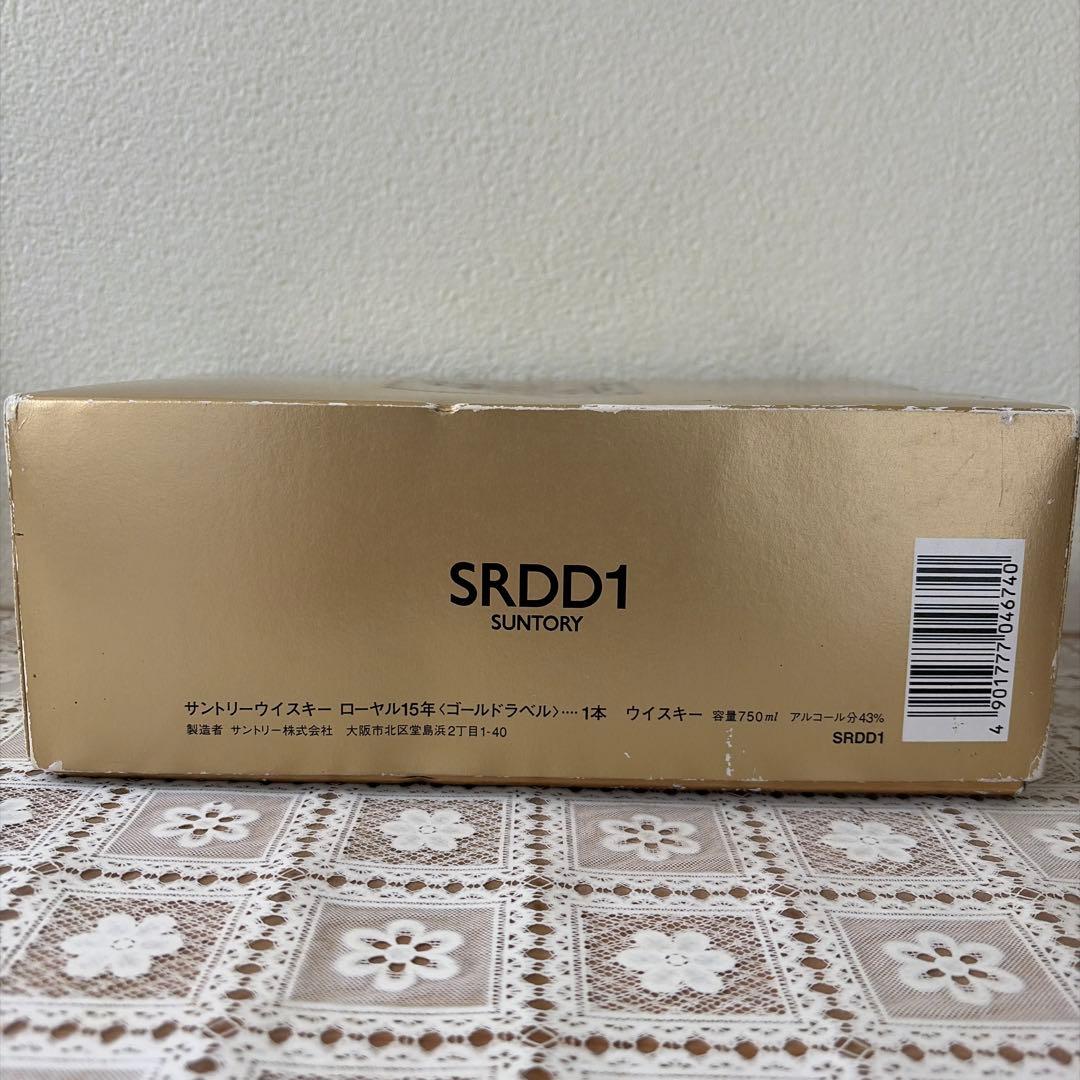 SRDD1
SUNTORY
サントリーウイスキー ローヤル15年〈ゴールドラベル〉‥‥1本 ウイスキー 容量750ml アルコール分43%
製造者 サントリー株式会社 大阪市北区堂島浜2丁目1-40
SRDD1
4 901777 046740